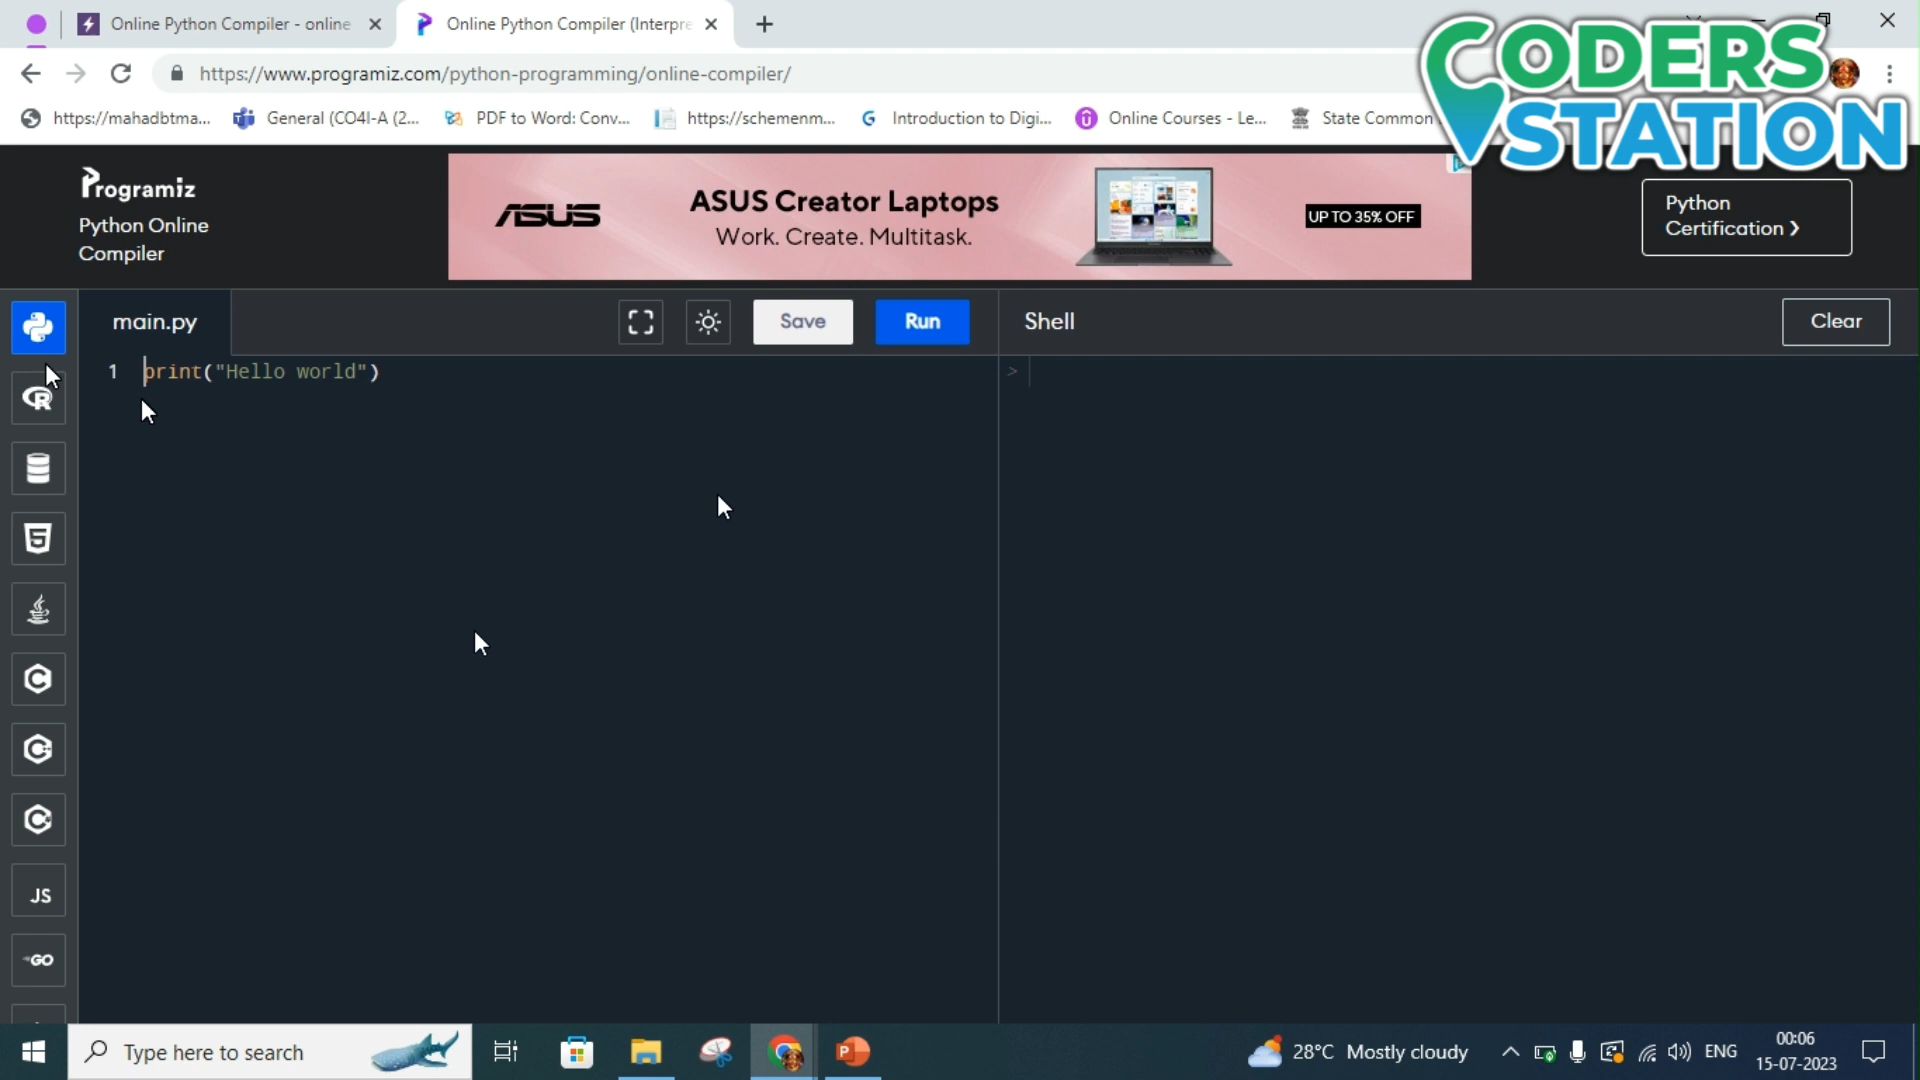 Online Python Compiler - online
Online Python Compiler (Interpre
https://www.programiz.com/python-programming/online-compiler/
https://mahadbtma...
General (CO4I-A (2...
PDF to Word: Conv...
https://schemenm...
Introduction to Digi...
Online Courses - Le...
State Common
CODERS
STATION
Programiz
Python Online
Compiler
ASUS
ASUS Creator Laptops
Work. Create. Multitask.
UP TO 35% OFF
Python
Certification ❯
main.py
Save
Run
Shell
Clear
1 print("Hello world")
>
JS
GO
Type here to search
28°C Mostly cloudy
ENG
00:06
15-07-2023